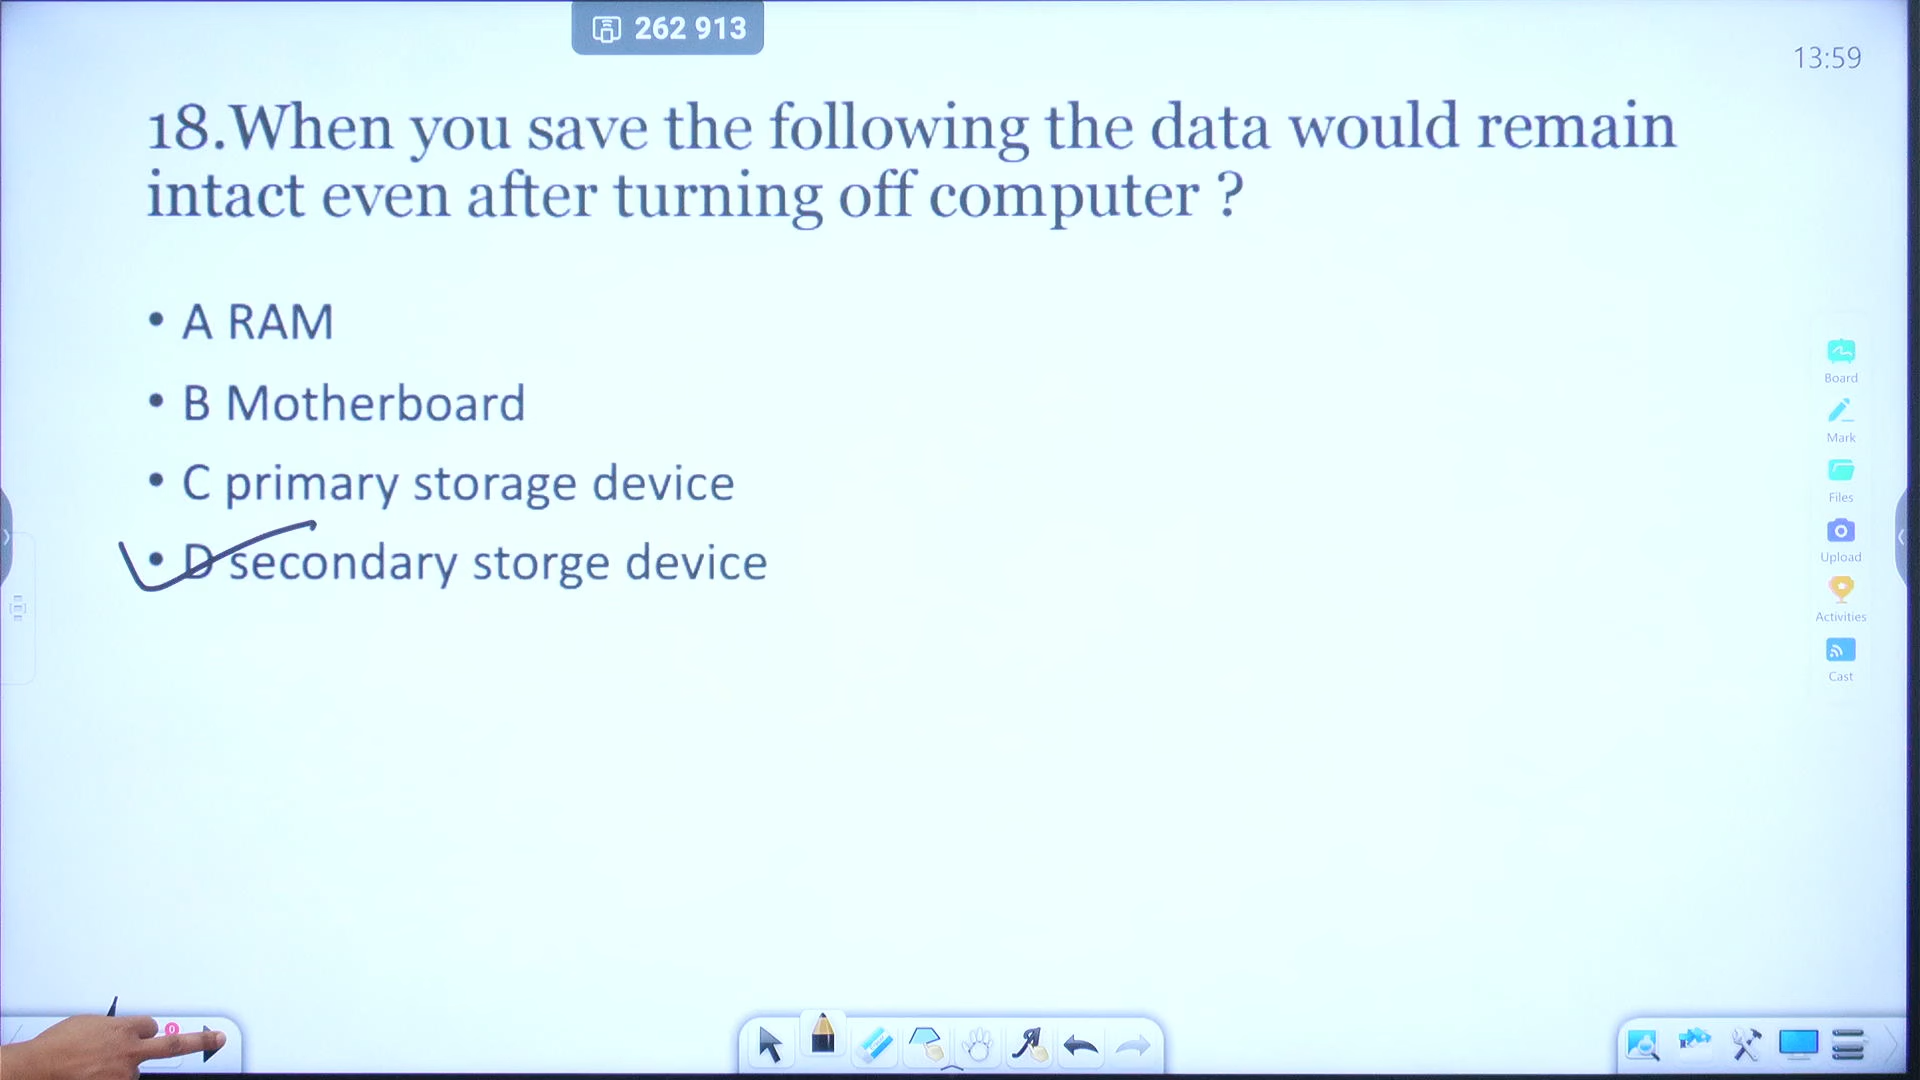 262 913
13:59
18.When you save the following the data would remain
intact even after turning off computer ?
• A RAM
• B Motherboard
• C primary storage device
• D secondary storge device
Board
Mark
Files
Upload
Activities
Cast
0